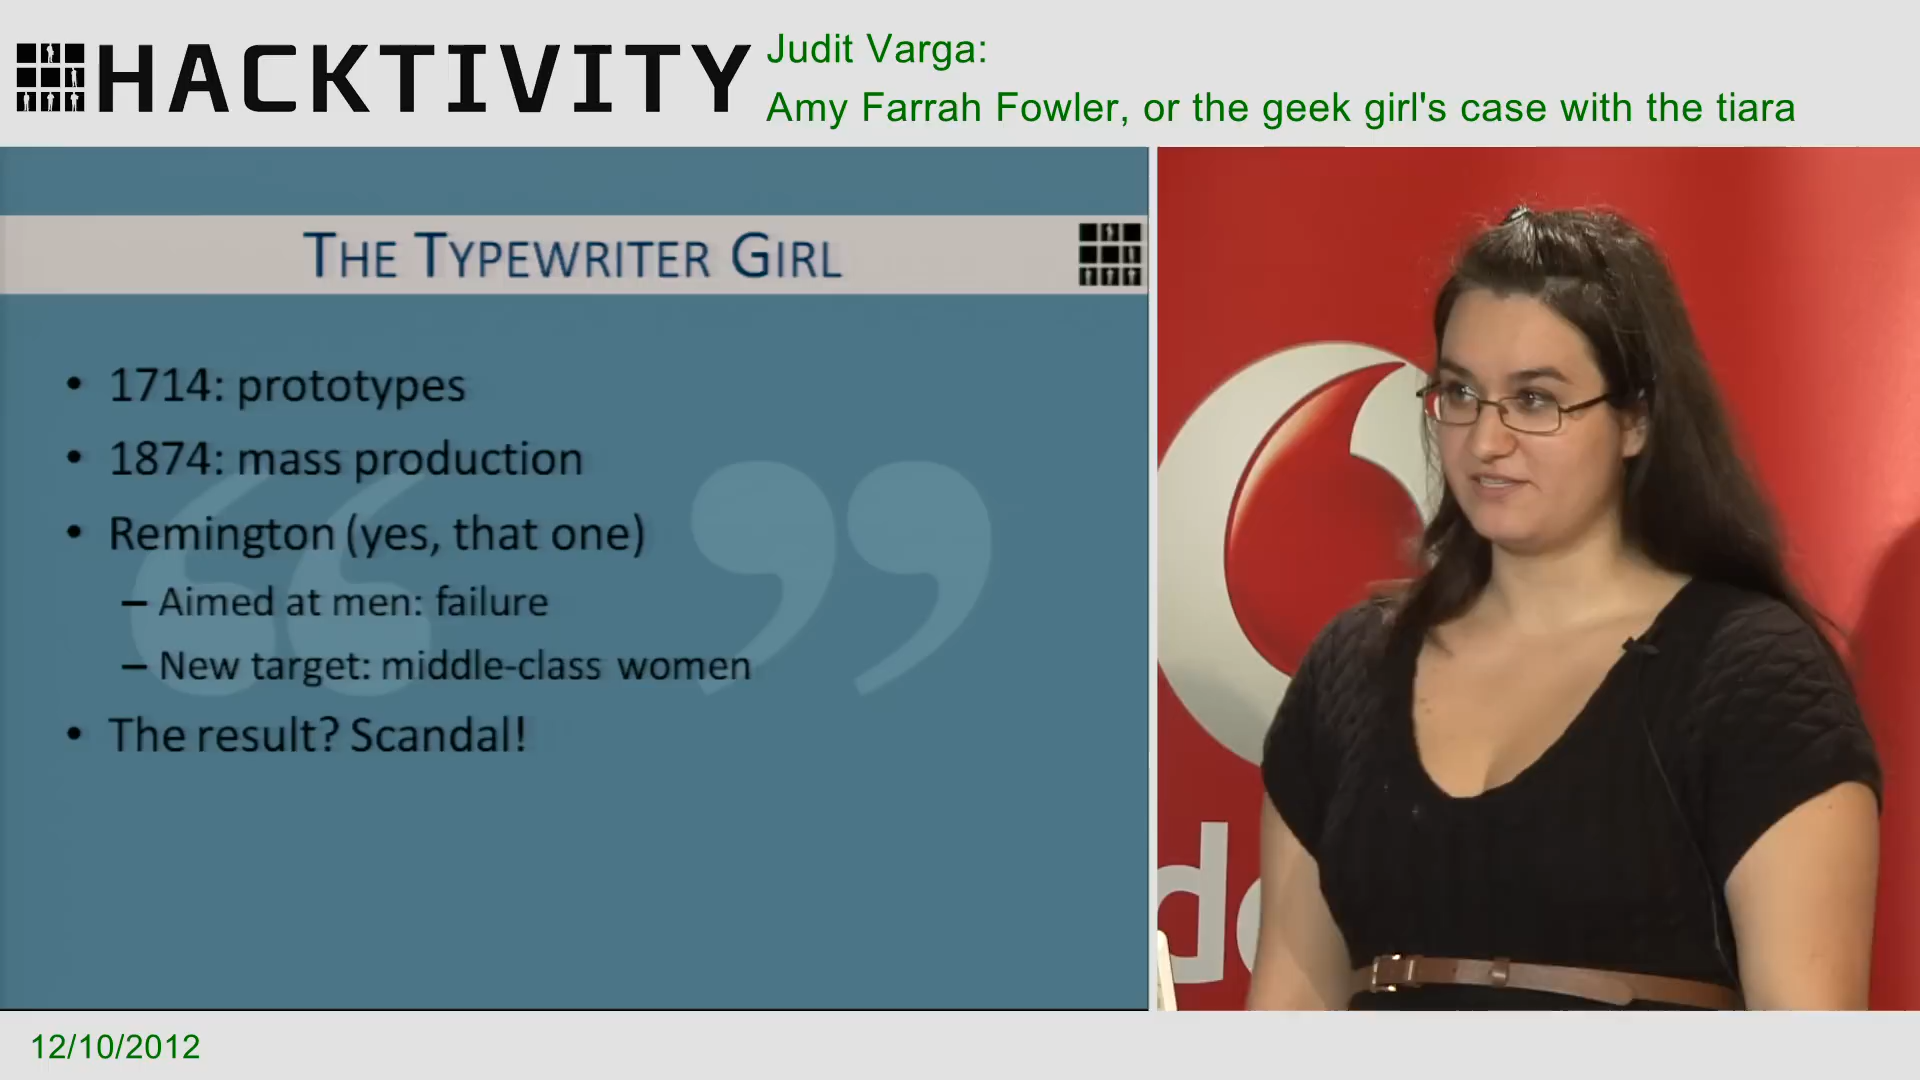 HACKTIVITY
Judit Varga:
Amy Farrah Fowler, or the geek girl's case with the tiara
THE TYPEWRITER GIRL
• 1714: prototypes
• 1874: mass production
• Remington (yes, that one)
– Aimed at men: failure
– New target: middle-class women
• The result? Scandal!
12/10/2012